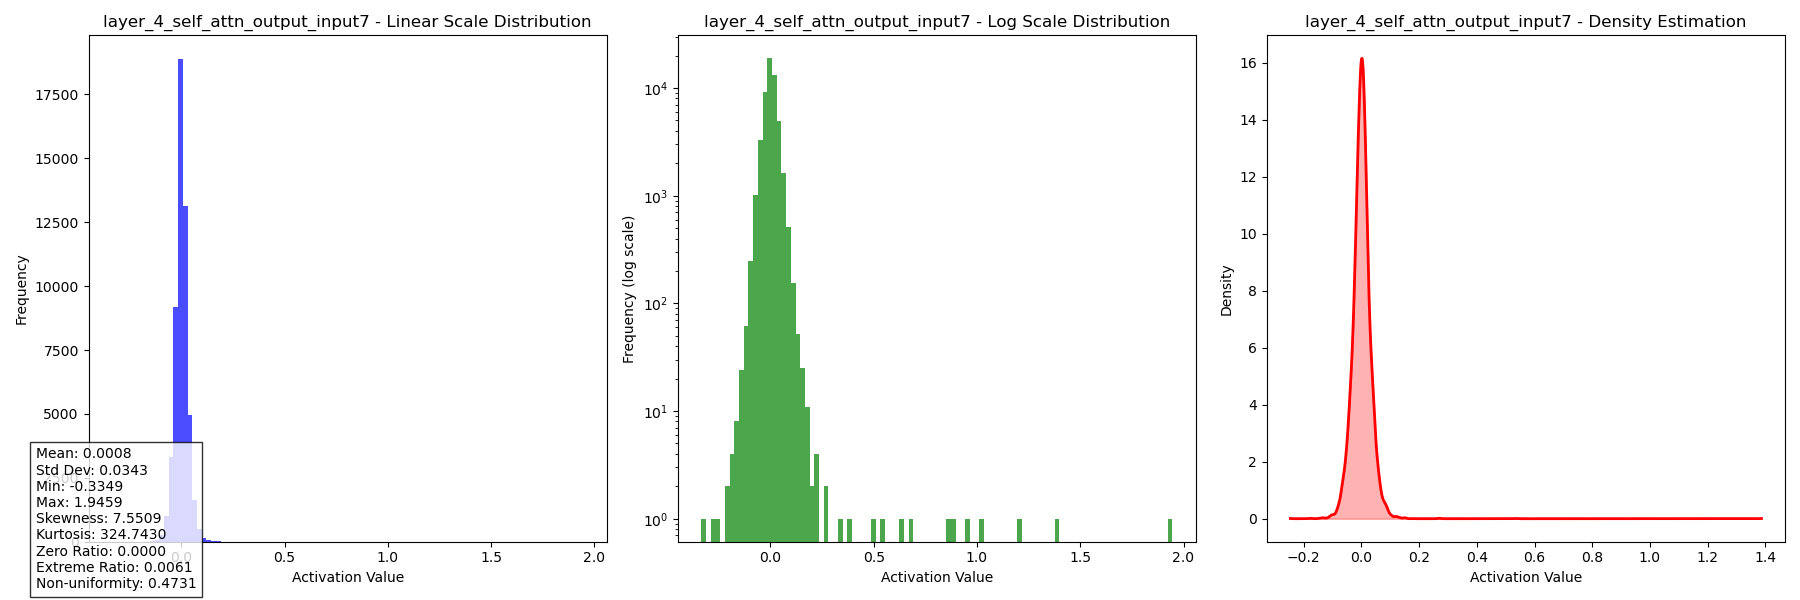 layer_4_self_attn_output_input7 - Linear Scale Distribution
Frequency
17500
15000
12500
10000
7500
5000
2500
0
0.0
0.5
1.0
1.5
2.0
Activation Value
Mean: 0.0008
Std Dev: 0.0343
Min: -0.3349
Max: 1.9459
Skewness: 7.5509
Kurtosis: 324.7430
Zero Ratio: 0.0000
Extreme Ratio: 0.0061
Non-uniformity: 0.4731
layer_4_self_attn_output_input7 - Log Scale Distribution
Frequency (log scale)
10⁴
10³
10²
10¹
10⁰
0.0
0.5
1.0
1.5
2.0
Activation Value
layer_4_self_attn_output_input7 - Density Estimation
Density
16
14
12
10
8
6
4
2
0
−0.2
0.0
0.2
0.4
0.6
0.8
1.0
1.2
1.4
Activation Value